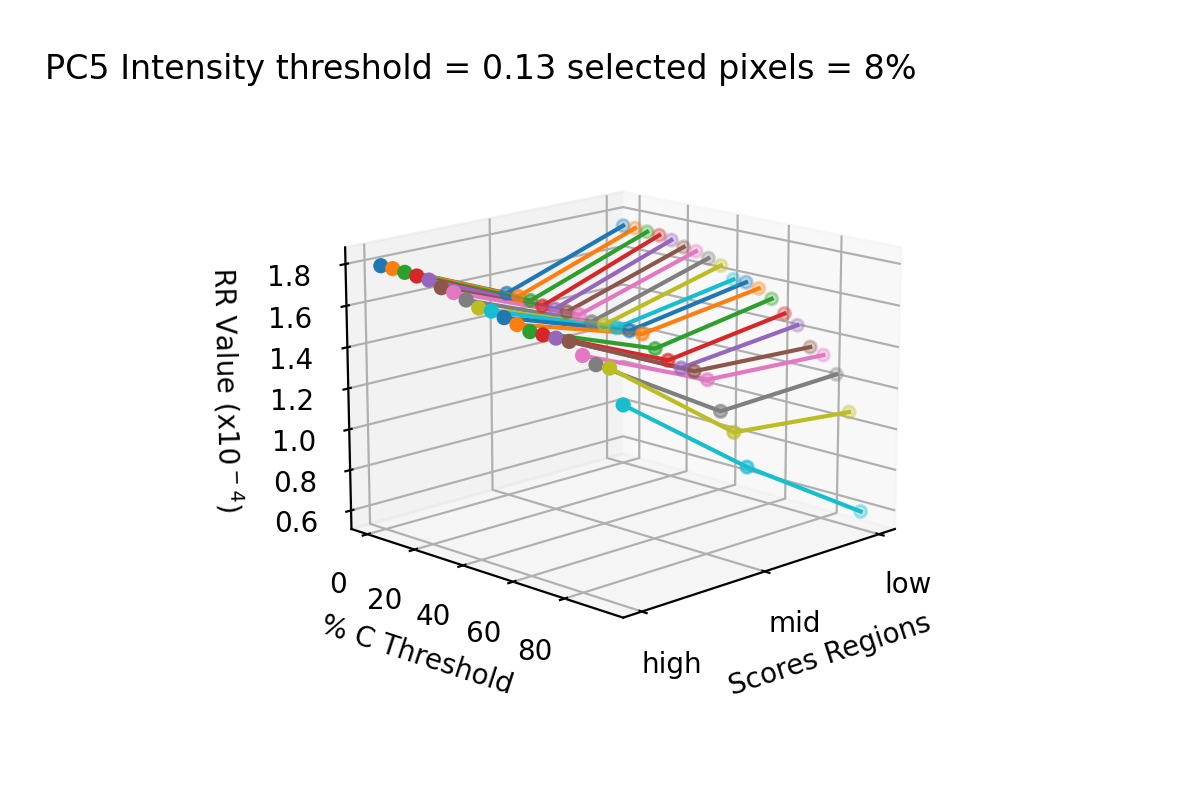 PC5 Intensity threshold = 0.13 selected pixels = 8%
RR Value (x10⁻⁴)
1.8
1.6
1.4
1.2
1.0
0.8
0.6
0
20
40
60
80
% C Threshold
high
mid
low
Scores Regions